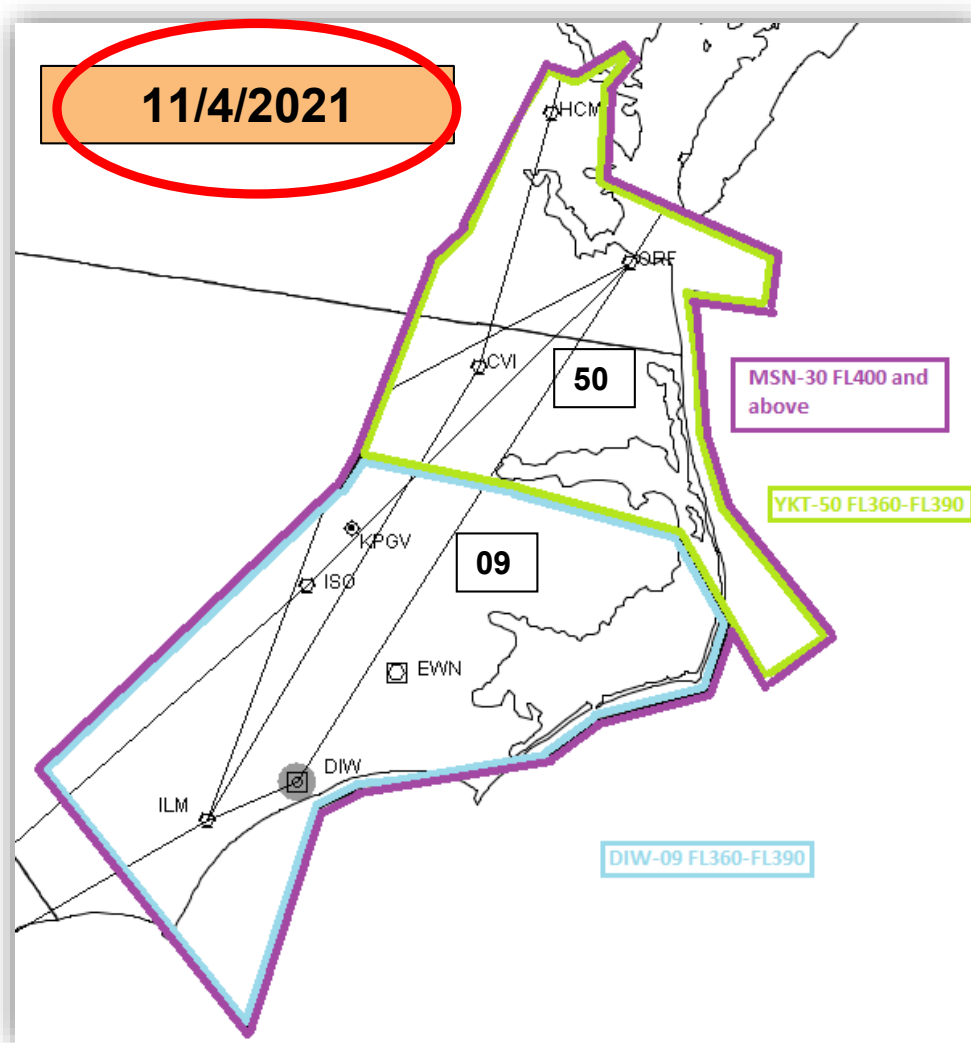 11/4/2021
HCM
ORF
CVI
50
MSN-30 FL400 and
above
YKT-50 FL360-FL390
KPGV
09
ISO
EWN
DIW
ILM
DIW-09 FL360-FL390